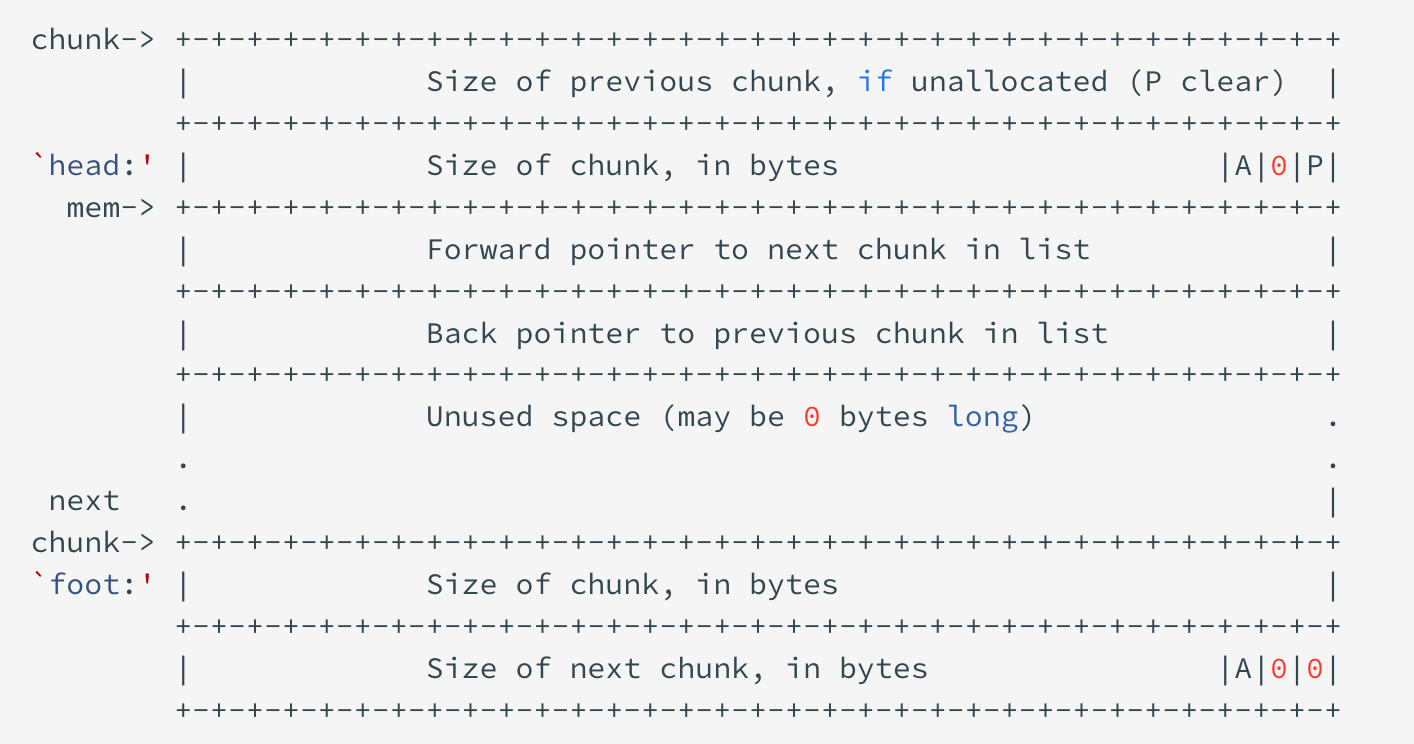 chunk-> +-+-+-+-+-+-+-+-+-+-+-+-+-+-+-+-+-+-+-+-+-+-+-+-+-+-+-+-+-+-+-+-+
        |             Size of previous chunk, if unallocated (P clear)  |
        +-+-+-+-+-+-+-+-+-+-+-+-+-+-+-+-+-+-+-+-+-+-+-+-+-+-+-+-+-+-+-+-+
`head:' |             Size of chunk, in bytes                     |A|0|P|
  mem-> +-+-+-+-+-+-+-+-+-+-+-+-+-+-+-+-+-+-+-+-+-+-+-+-+-+-+-+-+-+-+-+-+
        |             Forward pointer to next chunk in list             |
        +-+-+-+-+-+-+-+-+-+-+-+-+-+-+-+-+-+-+-+-+-+-+-+-+-+-+-+-+-+-+-+-+
        |             Back pointer to previous chunk in list            |
        +-+-+-+-+-+-+-+-+-+-+-+-+-+-+-+-+-+-+-+-+-+-+-+-+-+-+-+-+-+-+-+-+
        |             Unused space (may be 0 bytes long)                .
        .                                                               .
 next   .                                                               |
chunk-> +-+-+-+-+-+-+-+-+-+-+-+-+-+-+-+-+-+-+-+-+-+-+-+-+-+-+-+-+-+-+-+-+
`foot:' |             Size of chunk, in bytes                           |
        +-+-+-+-+-+-+-+-+-+-+-+-+-+-+-+-+-+-+-+-+-+-+-+-+-+-+-+-+-+-+-+-+
        |             Size of next chunk, in bytes                |A|0|0|
        +-+-+-+-+-+-+-+-+-+-+-+-+-+-+-+-+-+-+-+-+-+-+-+-+-+-+-+-+-+-+-+-+